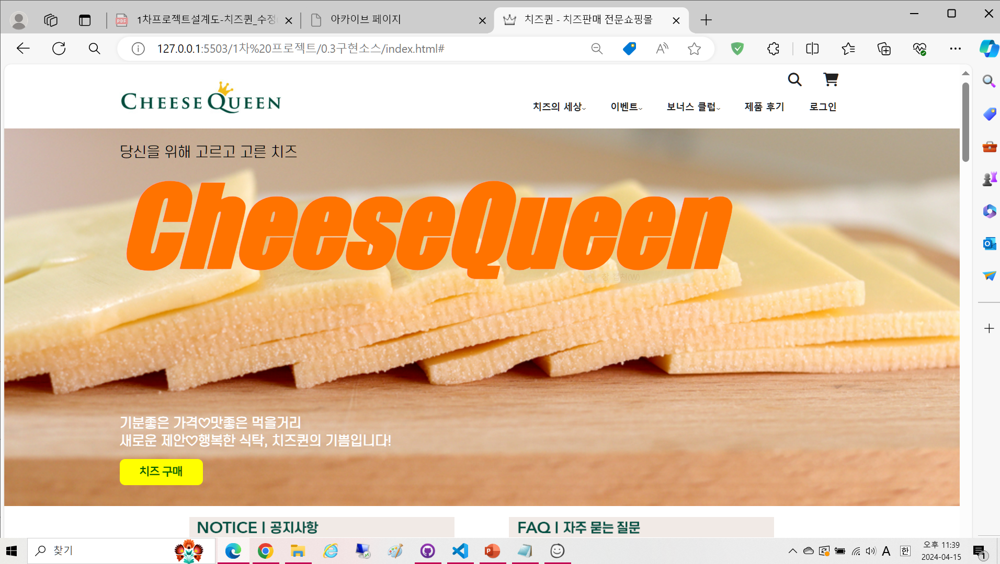 1차프로젝트설계도-치즈퀸_수정
아카이브 페이지
치즈퀸 - 치즈판매 전문쇼핑몰
127.0.0.1:5503/1차%20프로젝트/0.3구현소스/index.html#
CHEESE QUEEN
치즈의 세상
이벤트
보너스 클럽
제품 후기
로그인
당신을 위해 고르고 고른 치즈
CheeseQueen
창 캡처(W)
기분좋은 가격♡맛좋은 먹을거리
새로운 제안♡행복한 식탁, 치즈퀸의 기쁨입니다!
치즈 구매
NOTICE | 공지사항
FAQ | 자주 묻는 질문
찾기
A
한
오후 11:39
2024-04-15
1